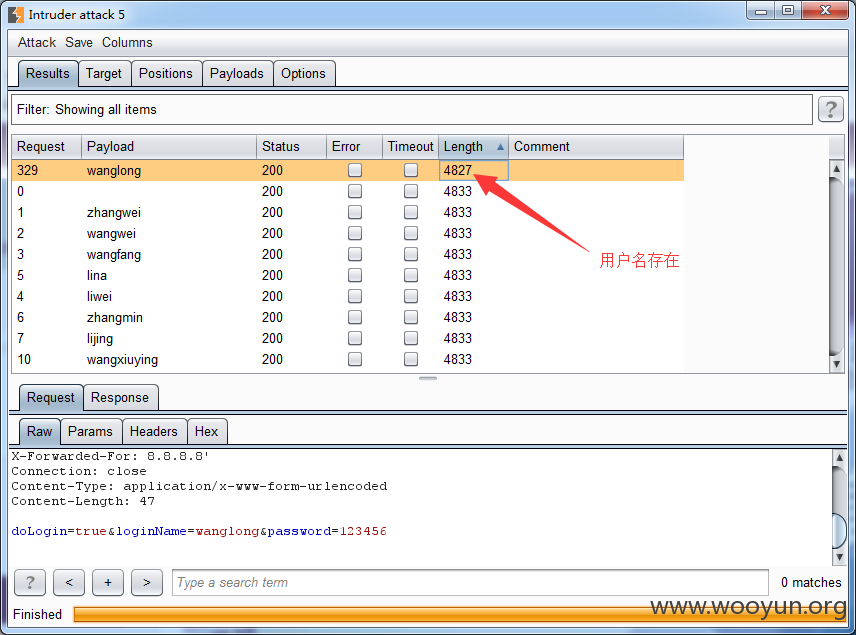 Intruder attack 5
Attack Save Columns
Results Target Positions Payloads Options
Filter: Showing all items ?
Request Payload Status Error Timeout Length Comment
329 wanglong 200 4827
0 200 4833
1 zhangwei 200 4833
2 wangwei 200 4833
3 wangfang 200 4833
用户名存在
5 lina 200 4833
4 liwei 200 4833
6 zhangmin 200 4833
7 lijing 200 4833
10 wangxiuying 200 4833
Request Response
Raw Params Headers Hex
X-Forwarded-For: 8.8.8.8'
Connection: close
Content-Type: application/x-www-form-urlencoded
Content-Length: 47
doLogin=true&loginName=wanglong&password=123456
? < + > Type a search term 0 matches
www.wooyun.org
Finished